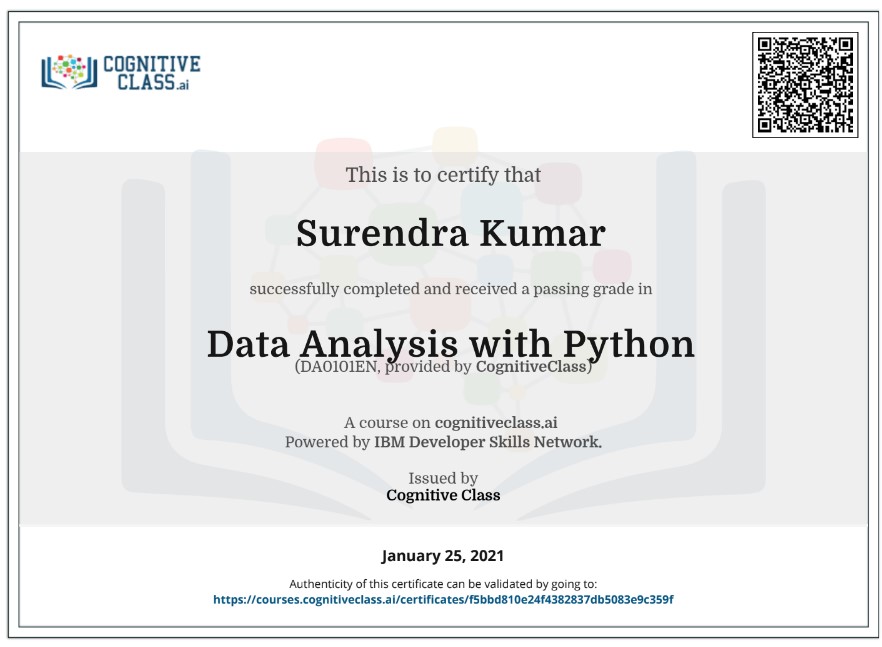 COGNITIVE
CLASS.ai
This is to certify that
Surendra Kumar
successfully completed and received a passing grade in
Data Analysis with Python
(DA0101EN, provided by CognitiveClass)
A course on cognitiveclass.ai
Powered by IBM Developer Skills Network.
Issued by
Cognitive Class
January 25, 2021
Authenticity of this certificate can be validated by going to:
https://courses.cognitiveclass.ai/certificates/f5bbd810e24f4382837db5083e9c359f